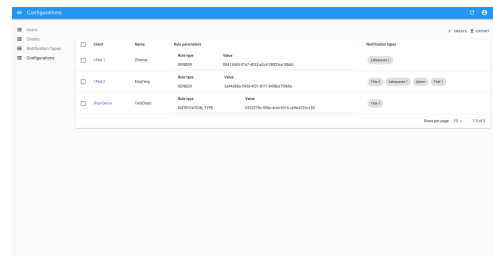 Configurations
Users
Clients
Notification Types
Configurations
CREATE EXPORT
Client Name Rule parameters Notification types
I-Pod 1 Zimmer
Rule type Value
SENDER
Zahlepasta 1
I-Pod 2 Empfang
Rule type Value
SENDER
Titel 2 Zahlepasta 1 Alarm Titel 1
IPod-Demo TestClient
Rule type Value
NOTIFICATION_TYPE
Titel 1
Rows per page: 10 1-3 of 3